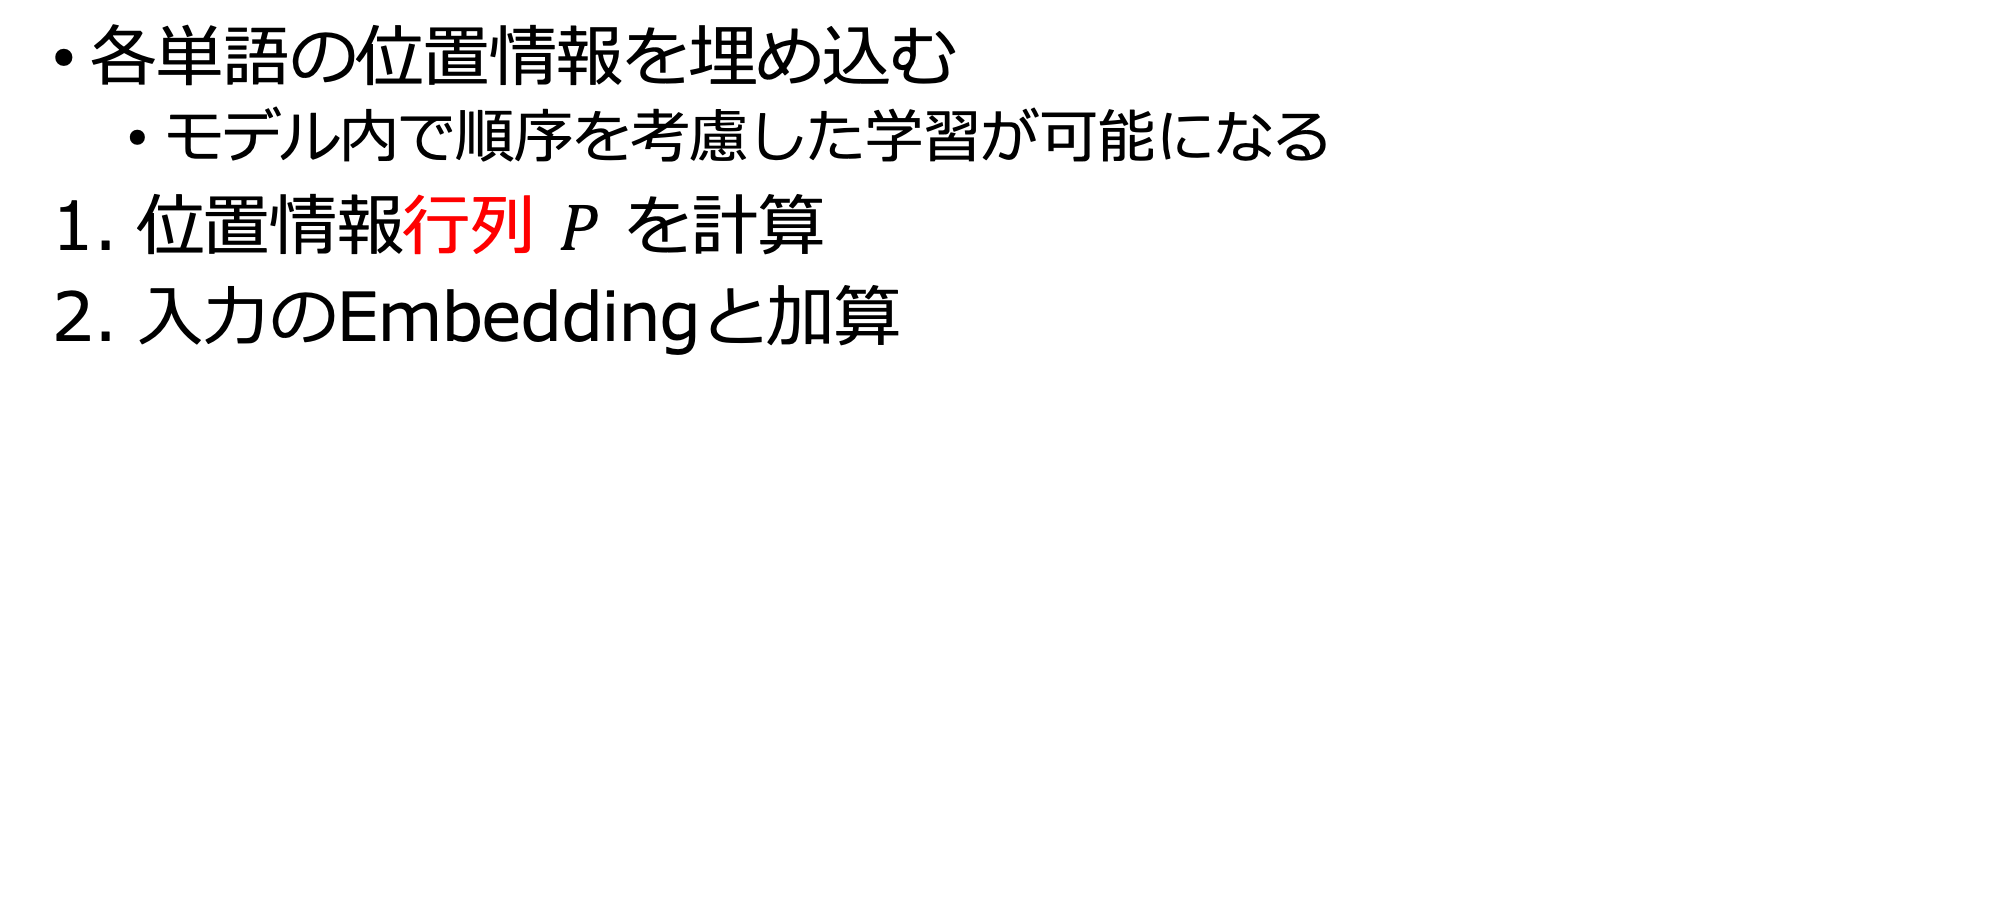 • 各単語の位置情報を埋め込む
• モデル内で順序を考慮した学習が可能になる
1. 位置情報行列 P を計算
2. 入力のEmbeddingと加算